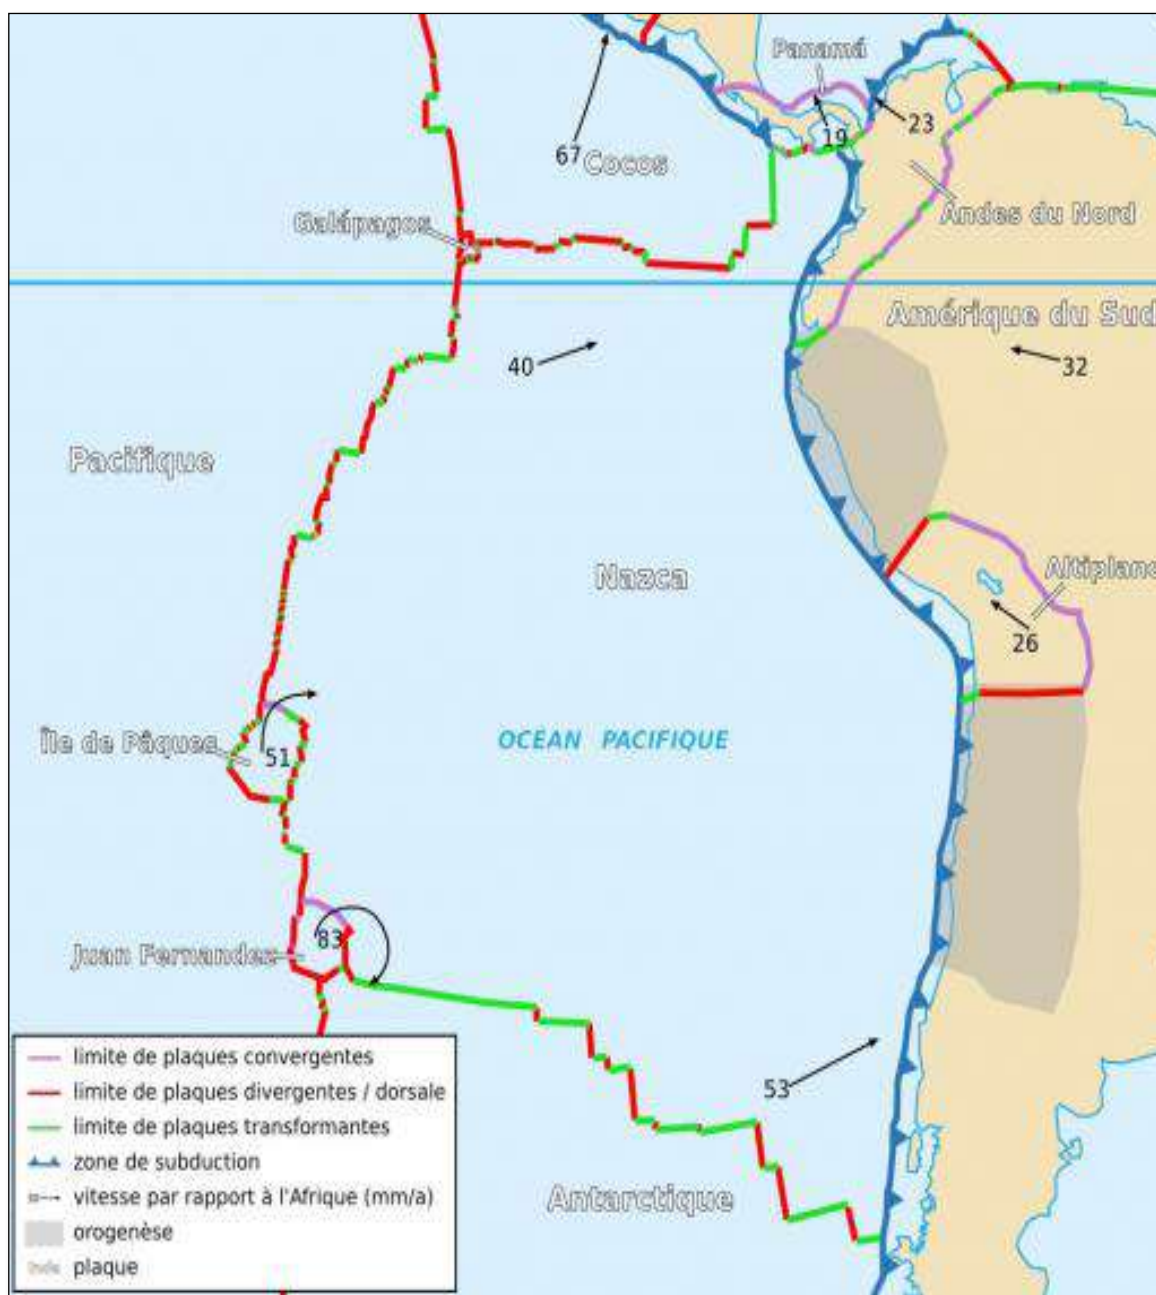 Panamá
19
23
67
Cocos
Andes du Nord
Galápagos
Amérique du Sud
40
32
Pacifique
Nazca
Altiplano
26
OCÉAN PACIFIQUE
Île de Pâques
51
83
Juan Fernandez
53
Antarctique
limite de plaques convergentes
limite de plaques divergentes / dorsale
limite de plaques transformantes
zone de subduction
vitesse par rapport à l'Afrique (mm/a)
orogenèse
plaque